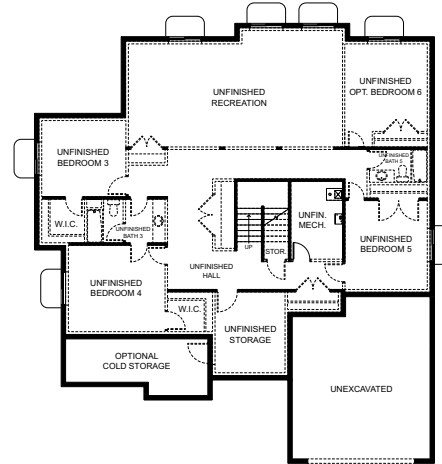 UNFINISHED
RECREATION
UNFINISHED
OPT. BEDROOM 6
UNFINISHED
BEDROOM 3
UNFINISHED
BATH 5
W.I.C.
UNFINISHED
BATH 3
UNFIN.
MECH.
UP
STOR.
UNFINISHED
BEDROOM 5
UNFINISHED
HALL
UNFINISHED
BEDROOM 4
W.I.C.
UNFINISHED
STORAGE
OPTIONAL
COLD STORAGE
UNEXCAVATED